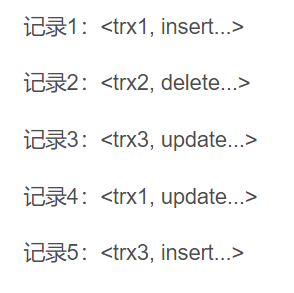 记录1：<trx1, insert...>
记录2：<trx2, delete...>
记录3：<trx3, update...>
记录4：<trx1, update...>
记录5：<trx3, insert...>